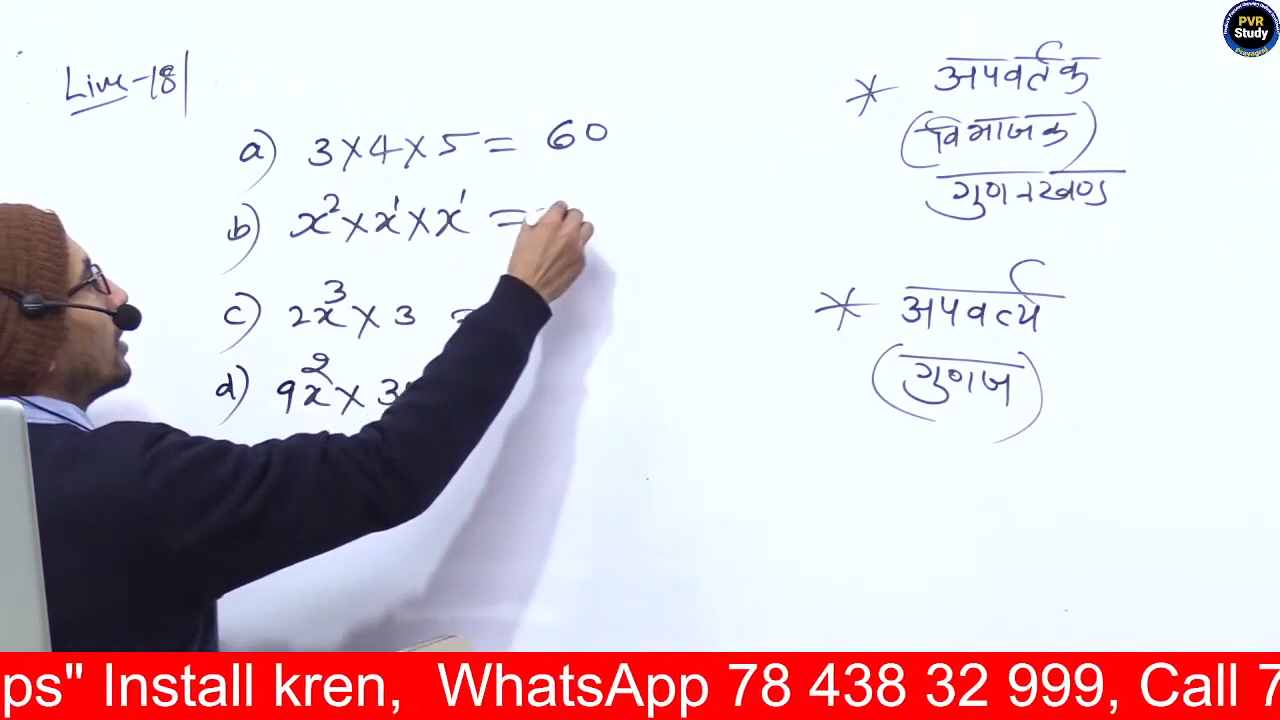 Live-18
a) 3×4×5 = 60
b) x²×x¹×x¹ =
c) 2x³×3 =
d) 9x²×3
* अपवर्तक
(विभाजक)
गुणनखण्ड
* अपवर्त्य
(गुणज)
PVR
Study
Prayagraj
ps" Install kren, WhatsApp 78 438 32 999, Call 7